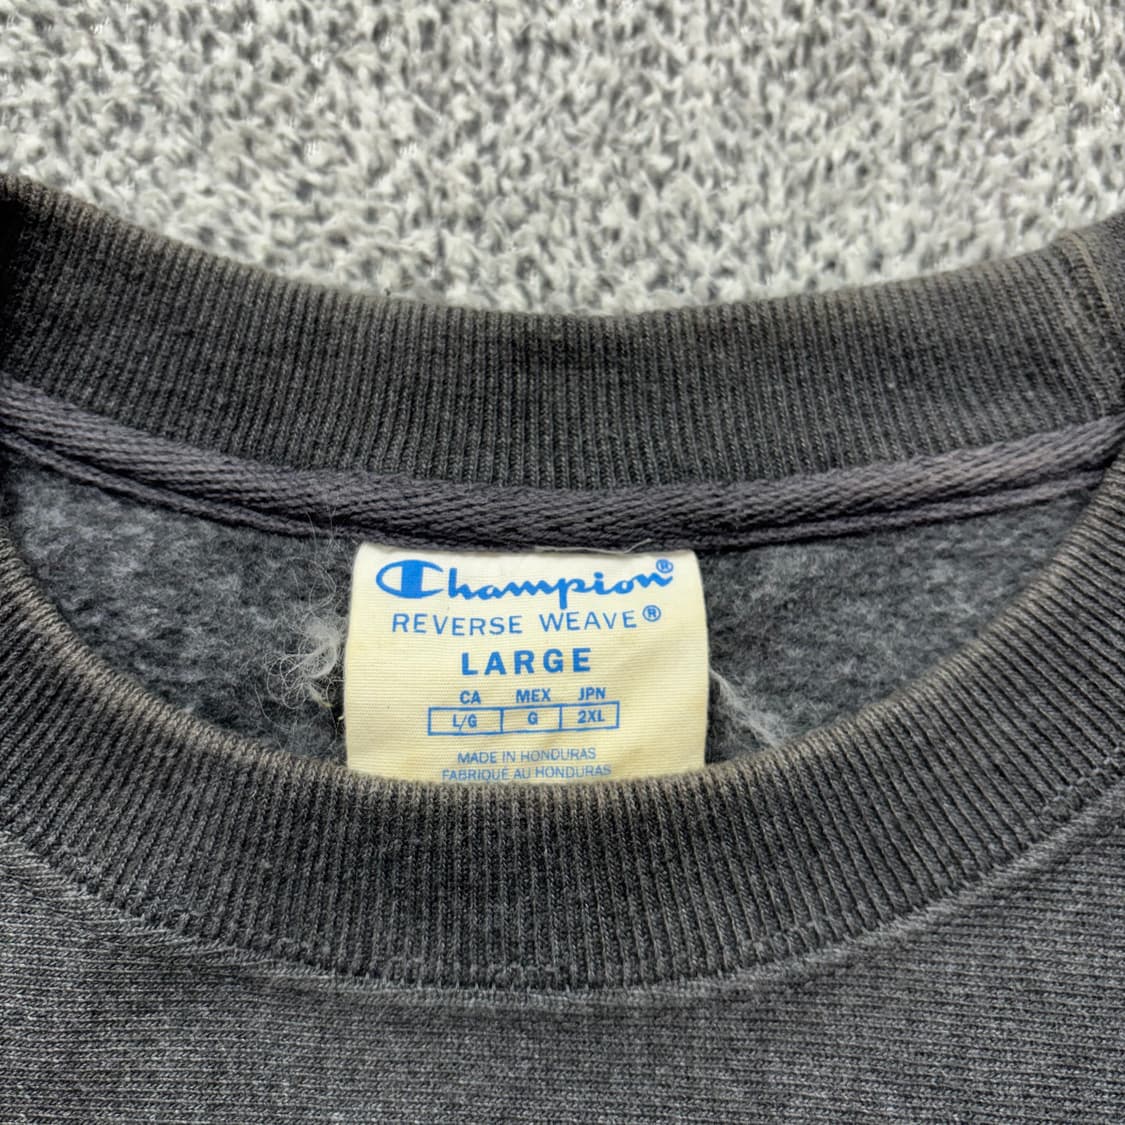 Champion®
REVERSE WEAVE®
LARGE
CA MEX JPN
L/G G 2XL
MADE IN HONDURAS
FABRIQUÉ AU HONDURAS